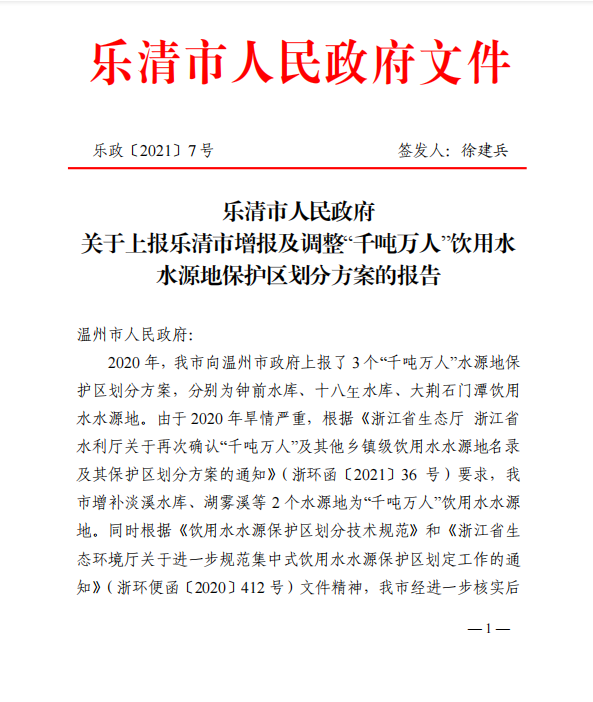 乐清市人民政府文件
乐政〔2021〕7号 签发人：徐建兵
乐清市人民政府
关于上报乐清市增报及调整“千吨万人”饮用水
水源地保护区划分方案的报告
温州市人民政府：
2020 年，我市向温州市政府上报了 3 个“千吨万人”水源地保
护区划分方案，分别为钟前水库、十八玍水库、大荆石门潭饮用
水水源地。由于 2020 年旱情严重，根据《浙江省生态厅 浙江省
水利厅关于再次确认“千吨万人”及其他乡镇级饮用水水源地名录
及其保护区划分方案的通知》（浙环函〔2021〕36 号）要求，我
市增补淡溪水库、湖雾溪等 2 个水源地为“千吨万人”饮用水水源
地。同时根据《饮用水水源保护区划分技术规范》和《浙江省生
态环境厅关于进一步规范集中式饮用水水源保护区划定工作的通
知》（浙环便函〔2020〕412 号）文件精神，我市经进一步核实后
— 1 —